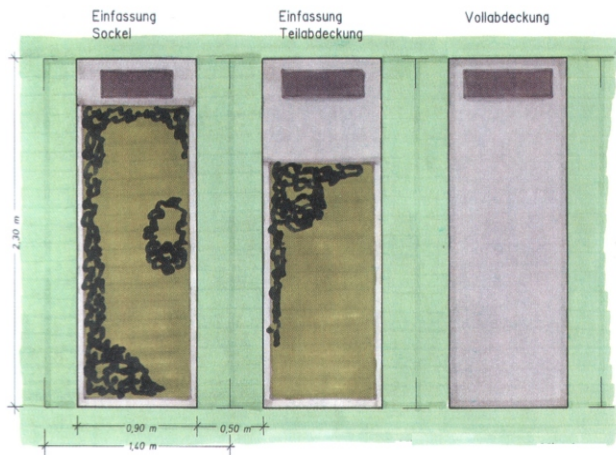 Einfassung
Sockel
Einfassung
Teilabdeckung
Vollabdeckung
2,30 m
0,90 m
0,50 m
1,40 m